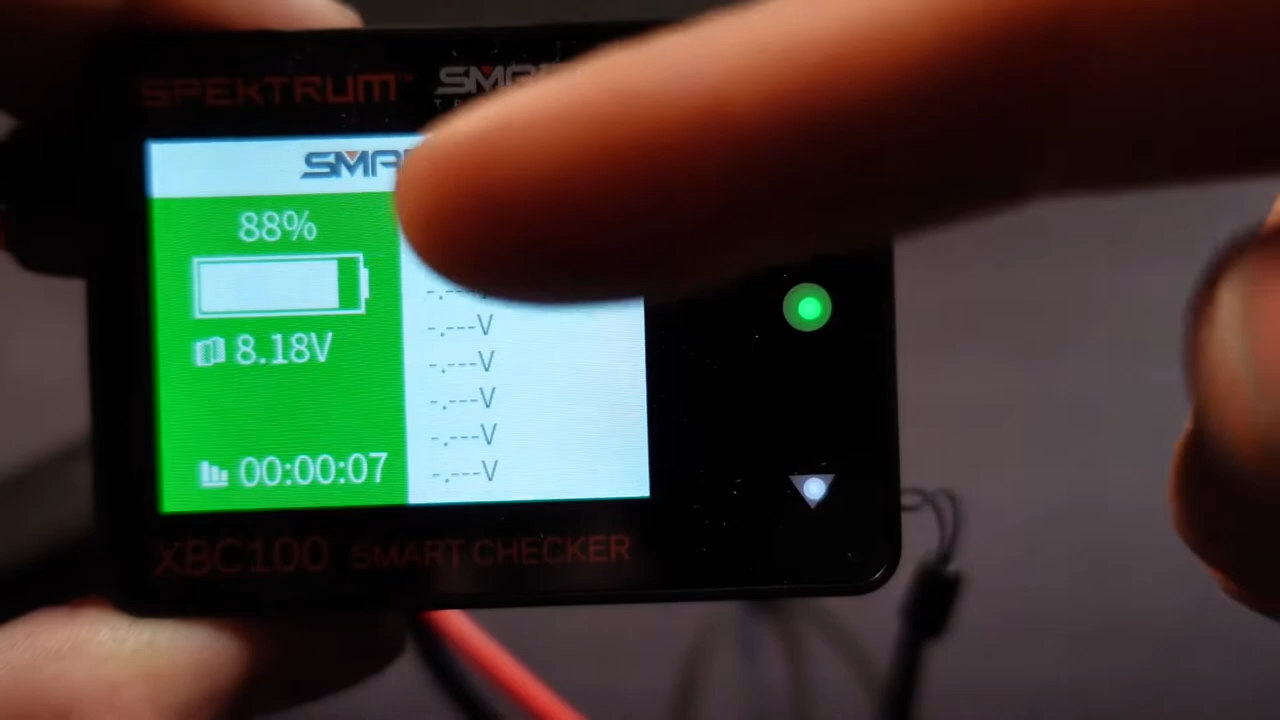 SPEKTRUM
88%
8.18V
00:00:07
-.---V
-.---V
-.---V
-.---V
-.---V
XBC100 SMART CHECKER